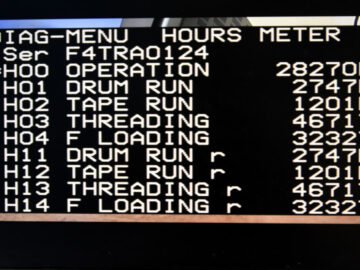 DIAG-MENU HOURS METER
Ser F4TRA0124
H00 OPERATION 28270
H01 DRUM RUN 2747
H02 TAPE RUN 1201
H03 THREADING 4671
H04 F LOADING 3232
H11 DRUM RUN r 2747
H12 TAPE RUN r 1201
H13 THREADING r 4671
H14 F LOADING r 3232